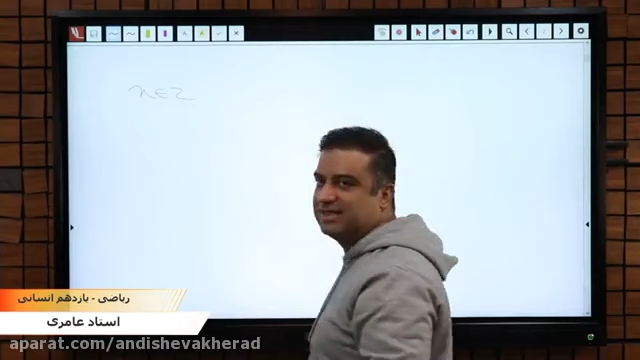 x∈Z
ریاضی - یازدهم انسانی
استاد عامری
aparat.com/andishevakherad